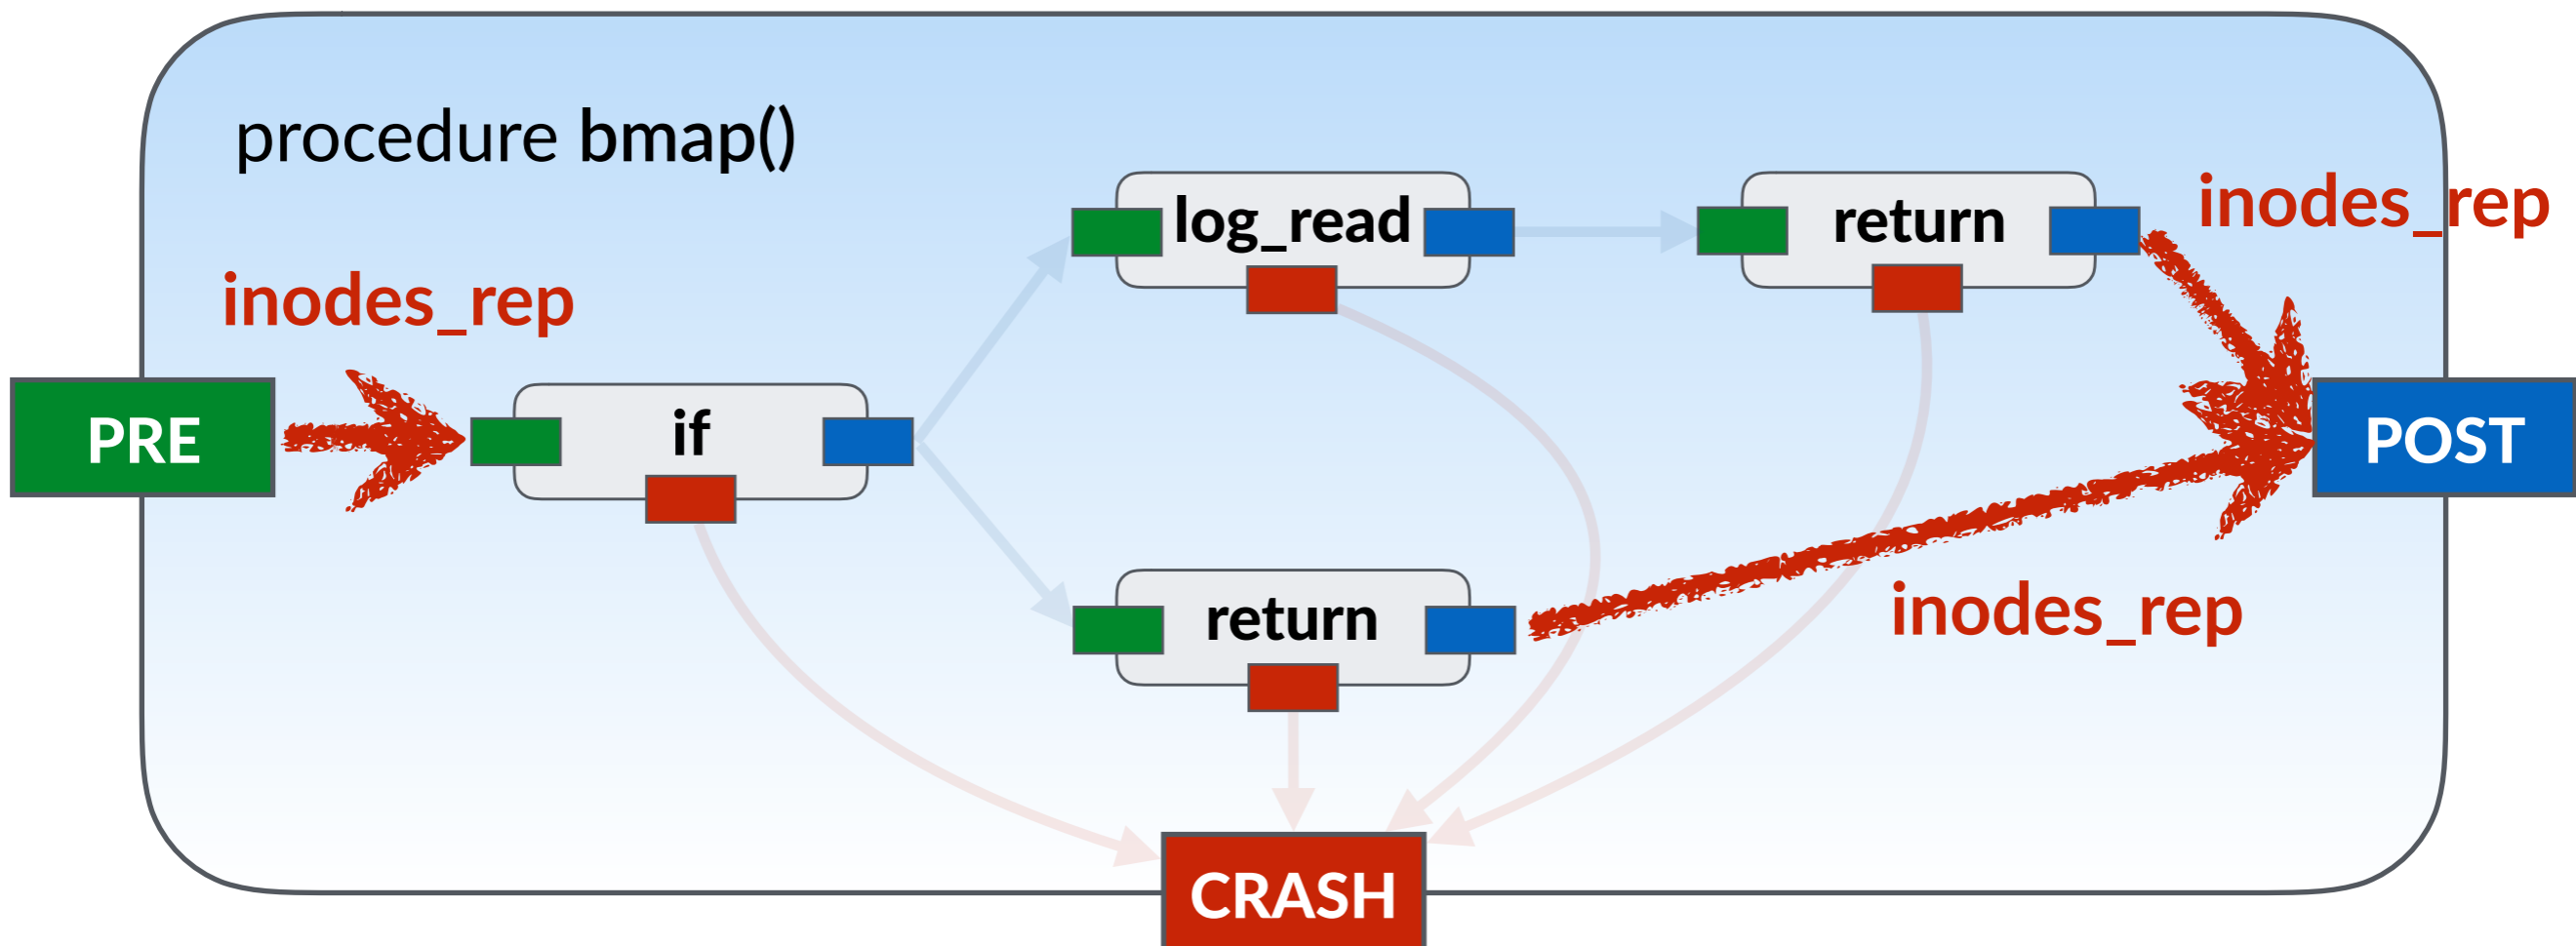 procedure bmap()
log_read
return
inodes_rep
inodes_rep
PRE
if
POST
return
inodes_rep
CRASH